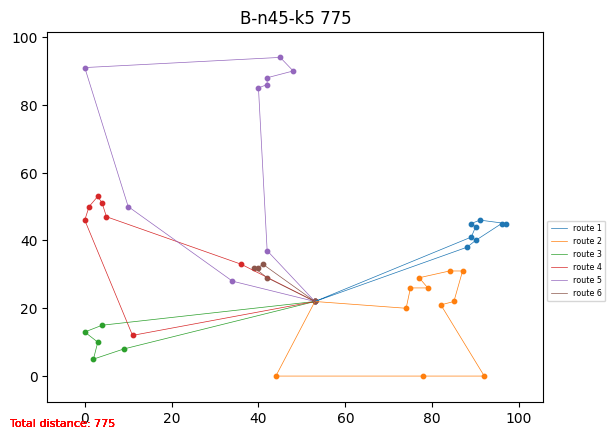 B-n45-k5 775
100
80
60
40
20
0
0 20 40 60 80 100
route 1
route 2
route 3
route 4
route 5
route 6
Total distance: 775